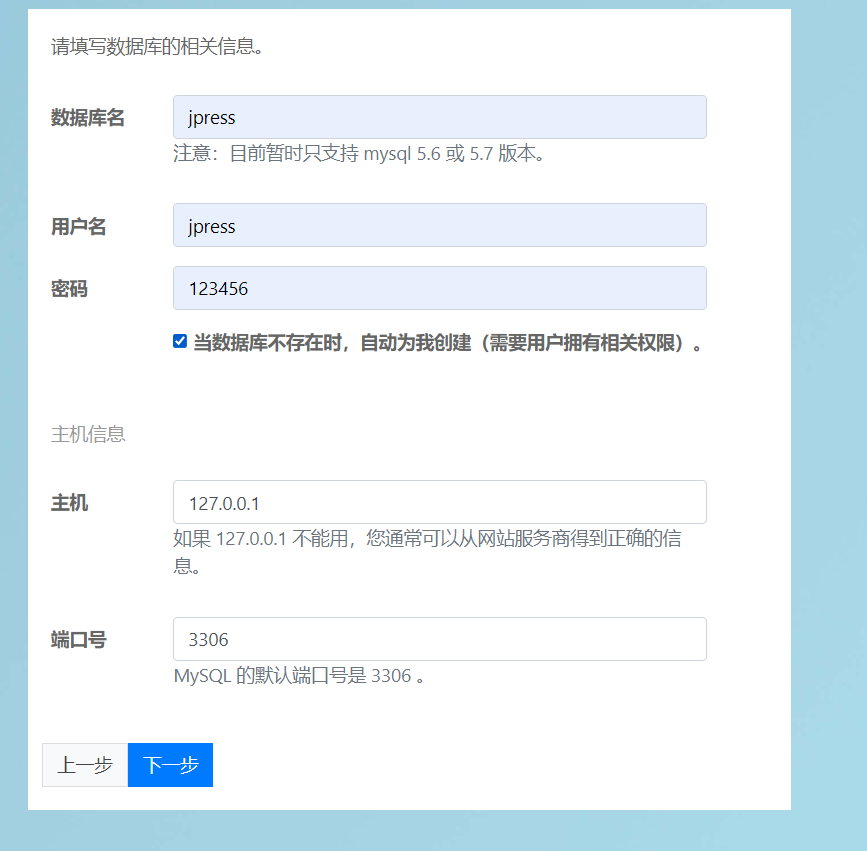 请填写数据库的相关信息。
数据库名
jpress
注意：目前暂时只支持 mysql 5.6 或 5.7 版本。
用户名
jpress
密码
123456
当数据库不存在时，自动为我创建（需要用户拥有相关权限）。
主机信息
主机
127.0.0.1
如果 127.0.0.1 不能用，您通常可以从网站服务商得到正确的信
息。
端口号
3306
MySQL 的默认端口号是 3306 。
上一步 下一步